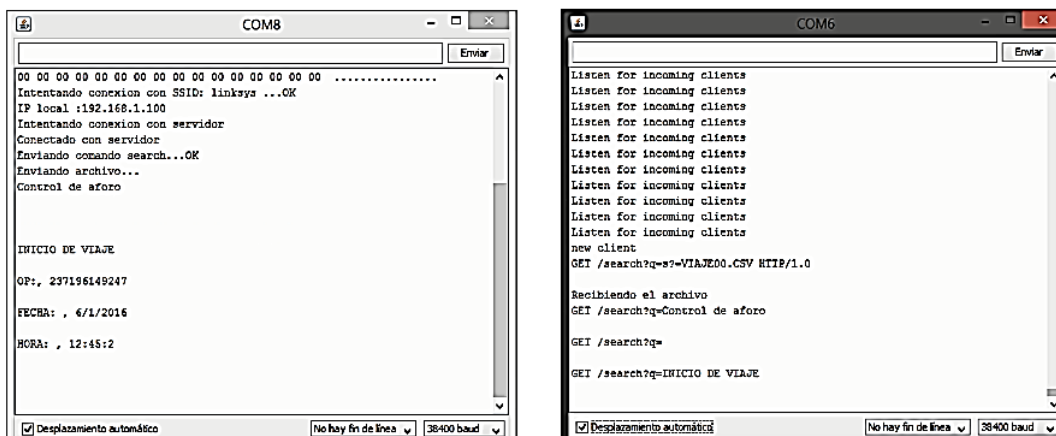 COM8
Enviar
00 00 00 00 00 00 00 00 00 00 00 00 00 00 00 00 ................
Intentando conexion con SSID: linksys ...OK
IP local :192.168.1.100
Intentando conexion con servidor
Conectado con servidor
Enviando comando search...OK
Enviando archivo...
Control de aforo
INICIO DE VIAJE
OP:, 237196149247
FECHA: , 6/1/2016
HORA: , 12:45:2
Desplazamiento automático
No hay fin de línea
38400 baud
COM6
Enviar
Listen for incoming clients
Listen for incoming clients
Listen for incoming clients
Listen for incoming clients
Listen for incoming clients
Listen for incoming clients
Listen for incoming clients
Listen for incoming clients
Listen for incoming clients
Listen for incoming clients
Listen for incoming clients
new client
GET /search?q=s?=VIAJE00.CSV HTTP/1.0
Recibiendo el archivo
GET /search?q=Control de aforo
GET /search?q=
GET /search?q=INICIO DE VIAJE
Desplazamiento automático
No hay fin de línea
38400 baud